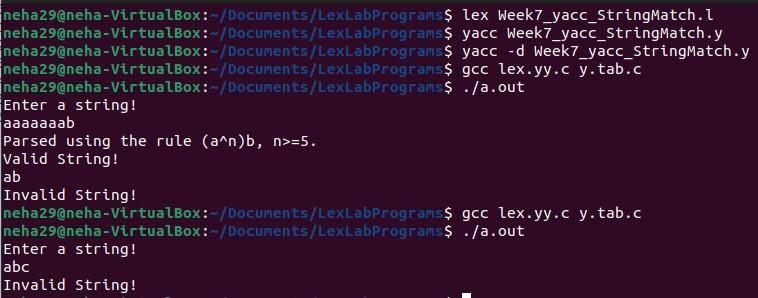 neha29@neha-VirtualBox:~/Documents/LexLabPrograms$ lex Week7_yacc_StringMatch.l
neha29@neha-VirtualBox:~/Documents/LexLabPrograms$ yacc Week7_yacc_StringMatch.y
neha29@neha-VirtualBox:~/Documents/LexLabPrograms$ yacc -d Week7_yacc_StringMatch.y
neha29@neha-VirtualBox:~/Documents/LexLabPrograms$ gcc lex.yy.c y.tab.c
neha29@neha-VirtualBox:~/Documents/LexLabPrograms$ ./a.out
Enter a string!
aaaaaaab
Parsed using the rule (a^n)b, n>=5.
Valid String!
ab
Invalid String!
neha29@neha-VirtualBox:~/Documents/LexLabPrograms$ gcc lex.yy.c y.tab.c
neha29@neha-VirtualBox:~/Documents/LexLabPrograms$ ./a.out
Enter a string!
abc
Invalid String!